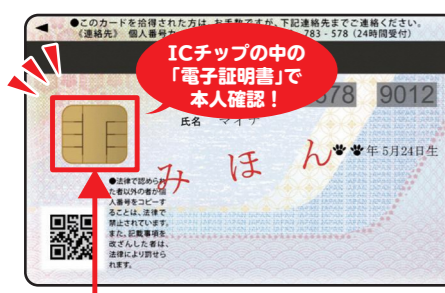 ●このカードを拾得された方は、お手数ですが、下記連絡先までご連絡ください。
《連絡先》 個人番号カ
783-578（24時間受付）
ICチップの中の
「電子証明書」で
本人確認！
678 9012
氏名 マイナ
年5月24日生
みほん
●法律で認めら
た者以外の者が個
人番号をコピーす
ることは、法律で
禁止されています。
また、記載事項を
改ざんした者は、
法律により罰せら
れます。